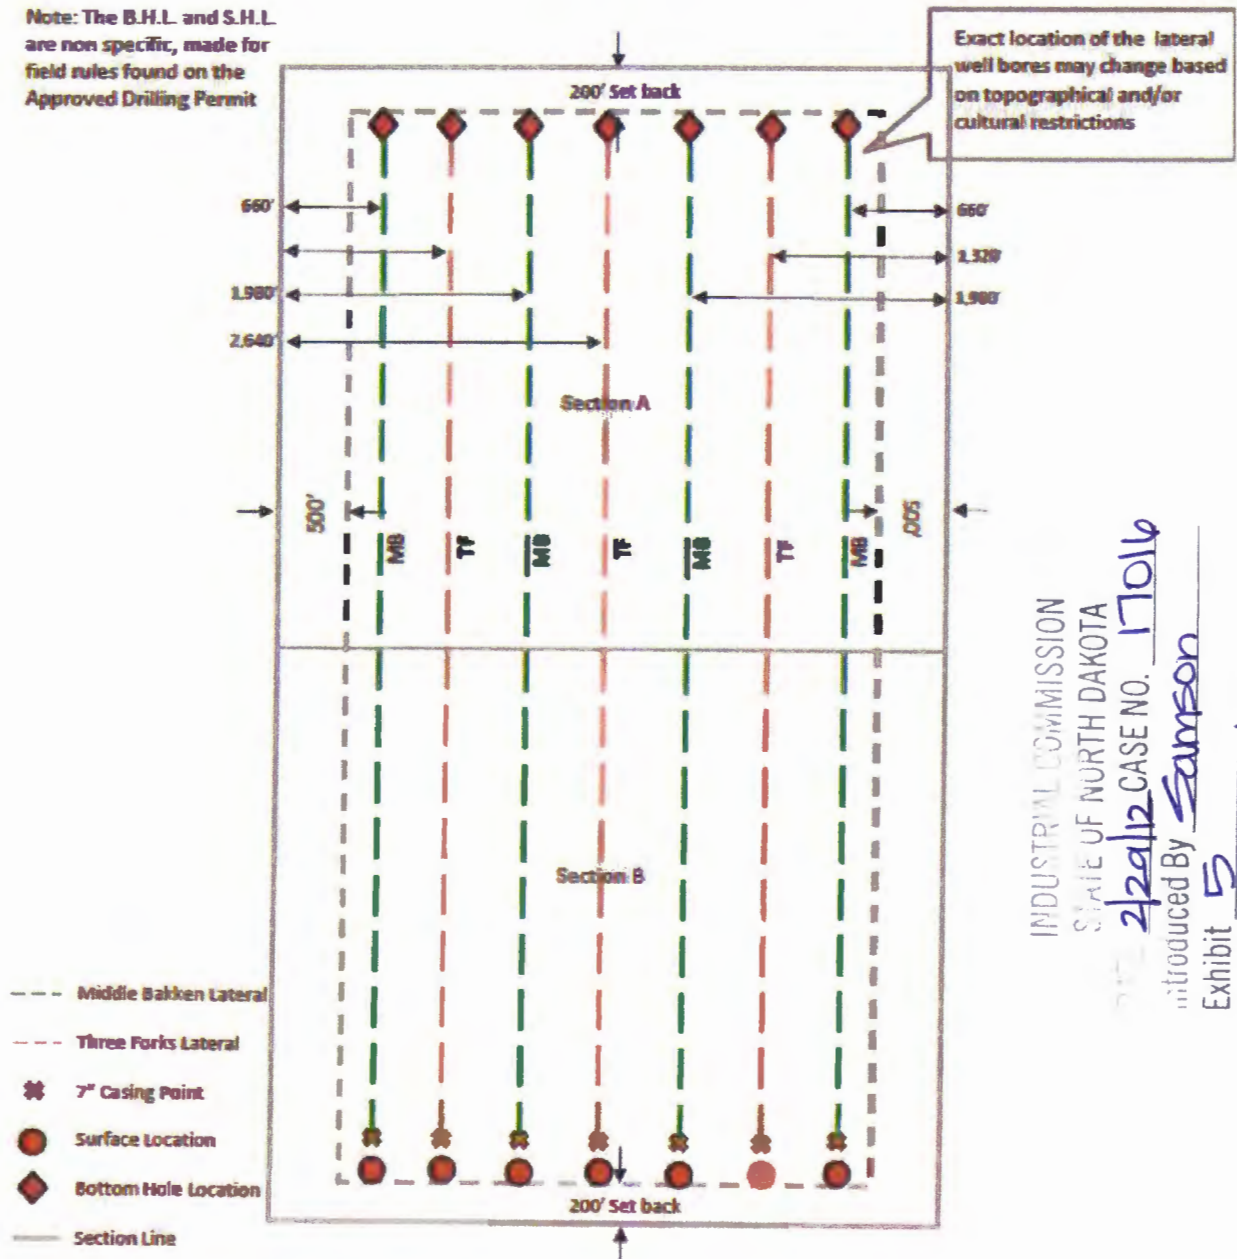 Note: The B.H.L. and S.H.L.
are non specific, made for
field rules found on the
Approved Drilling Permit
Exact location of the lateral
well bores may change based
on topographical and/or
cultural restrictions
200' Set back
660'
660'
1,320'
1,980'
1,980'
2,640'
Section A
500'
500'
MB
TF
MB
TF
MB
TF
MB
Section B
200' Set back
Middle Bakken Lateral
Three Forks Lateral
7" Casing Point
Surface Location
Bottom Hole Location
Section Line
INDUSTRIAL COMMISSION
STATE OF NORTH DAKOTA
2/29/12 CASE NO. 17016
Introduced By Samson
Exhibit 5